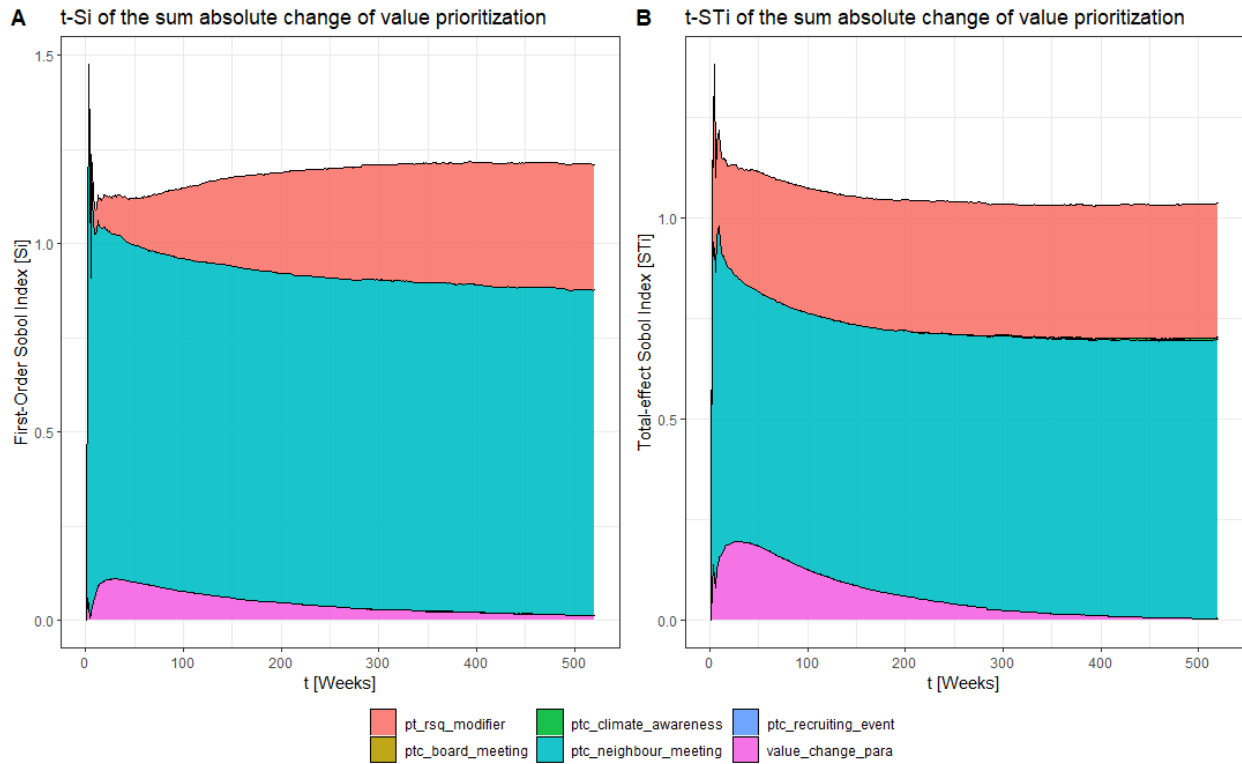 A t-Si of the sum absolute change of value prioritization
First-Order Sobol Index [Si]
1.5
1.0
0.5
0.0
0 100 200 300 400 500
t [Weeks]
B t-STi of the sum absolute change of value prioritization
Total-effect Sobol Index [STi]
1.0
0.5
0.0
0 100 200 300 400 500
t [Weeks]
pt_rsq_modifier ptc_climate_awareness ptc_recruiting_event
ptc_board_meeting ptc_neighbour_meeting value_change_para